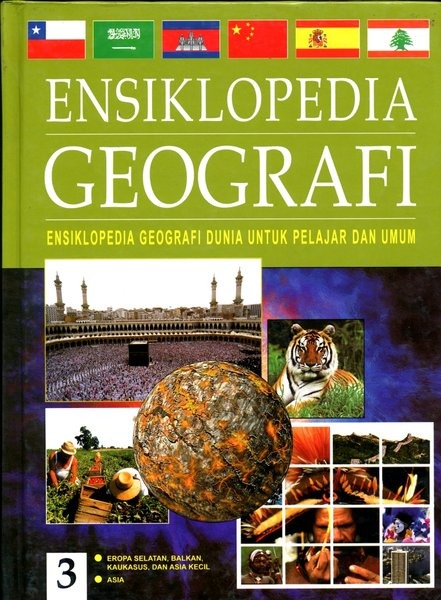 ENSIKLOPEDIA
GEOGRAFI
ENSIKLOPEDIA GEOGRAFI DUNIA UNTUK PELAJAR DAN UMUM
3
EROPA SELATAN, BALKAN,
KAUKASUS, DAN ASIA KECIL
ASIA